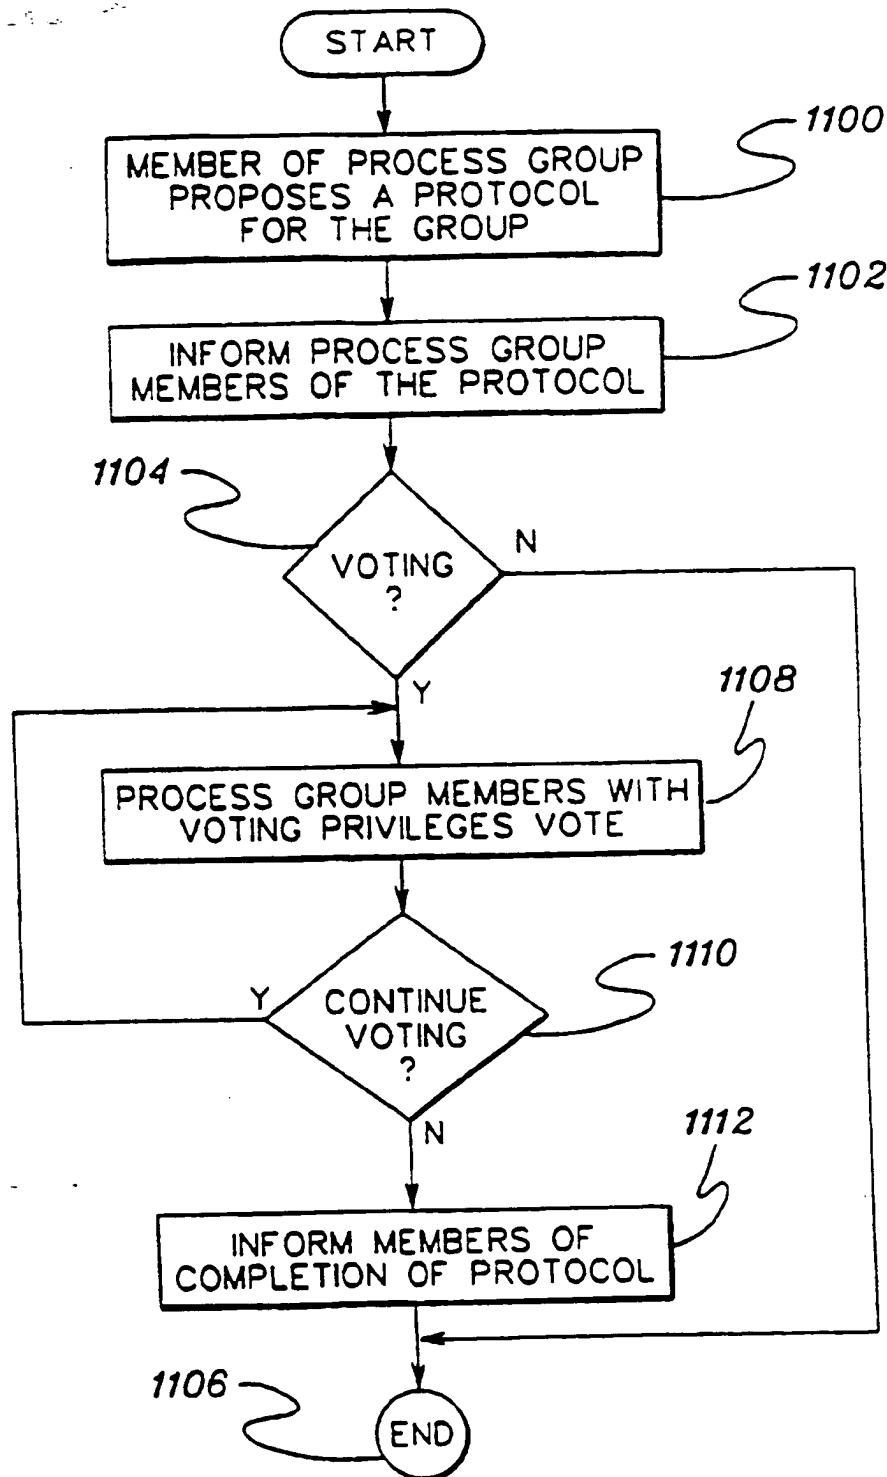 START
1100
MEMBER OF PROCESS GROUP
PROPOSES A PROTOCOL
FOR THE GROUP
1102
INFORM PROCESS GROUP
MEMBERS OF THE PROTOCOL
1104
VOTING
?
N
Y
1108
PROCESS GROUP MEMBERS WITH
VOTING PRIVILEGES VOTE
1110
Y
CONTINUE
VOTING
?
N
1112
INFORM MEMBERS OF
COMPLETION OF PROTOCOL
1106
END